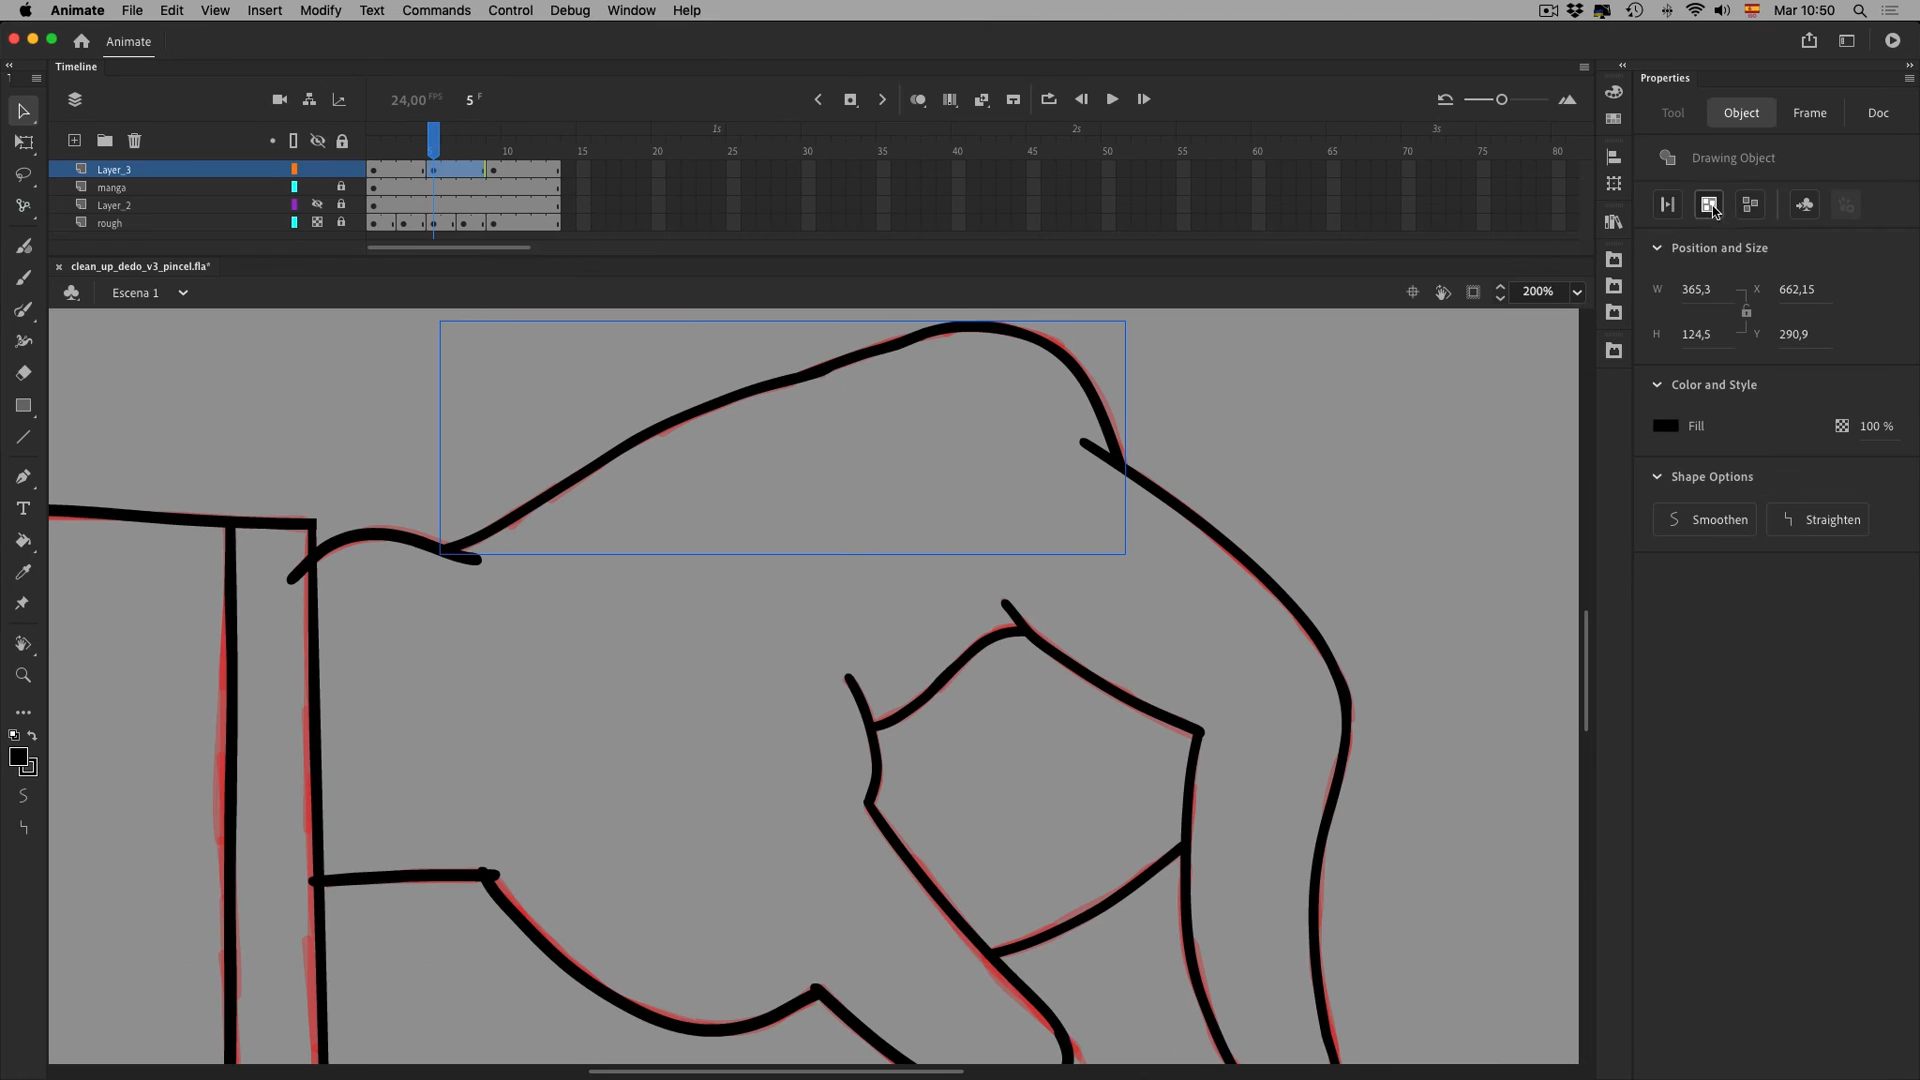 Animate File Edit View Insert Modify Text Commands Control Debug Window Help Mar 10:50
Animate
Timeline
Properties
24,00 FPS 5 F
Tool Object Frame Doc
1s 2s 3s
5 10 15 20 25 30 35 40 45 50 55 60 65 70 75 80
Layer_3
manga
Layer_2
rough
Drawing Object
Position and Size
clean_up_dedo_v3_pincel.fla*
Escena 1
200%
W 365,3 X 662,15
H 124,5 Y 290,9
Color and Style
Fill 100 %
Shape Options
Smoothen Straighten